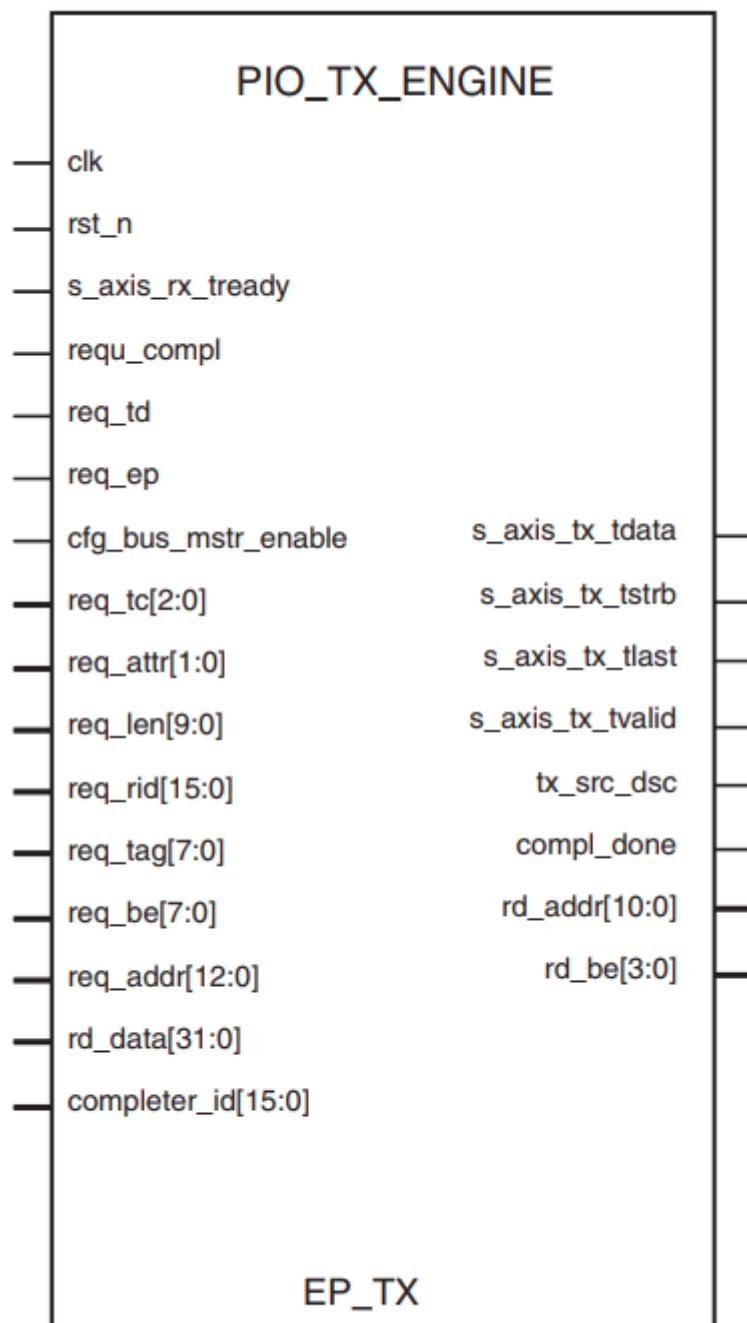 PIO_TX_ENGINE
clk
rst_n
s_axis_rx_tready
requ_compl
req_td
req_ep
cfg_bus_mstr_enable
req_tc[2:0]
req_attr[1:0]
req_len[9:0]
req_rid[15:0]
req_tag[7:0]
req_be[7:0]
req_addr[12:0]
rd_data[31:0]
completer_id[15:0]
s_axis_tx_tdata
s_axis_tx_tstrb
s_axis_tx_tlast
s_axis_tx_tvalid
tx_src_dsc
compl_done
rd_addr[10:0]
rd_be[3:0]
EP_TX